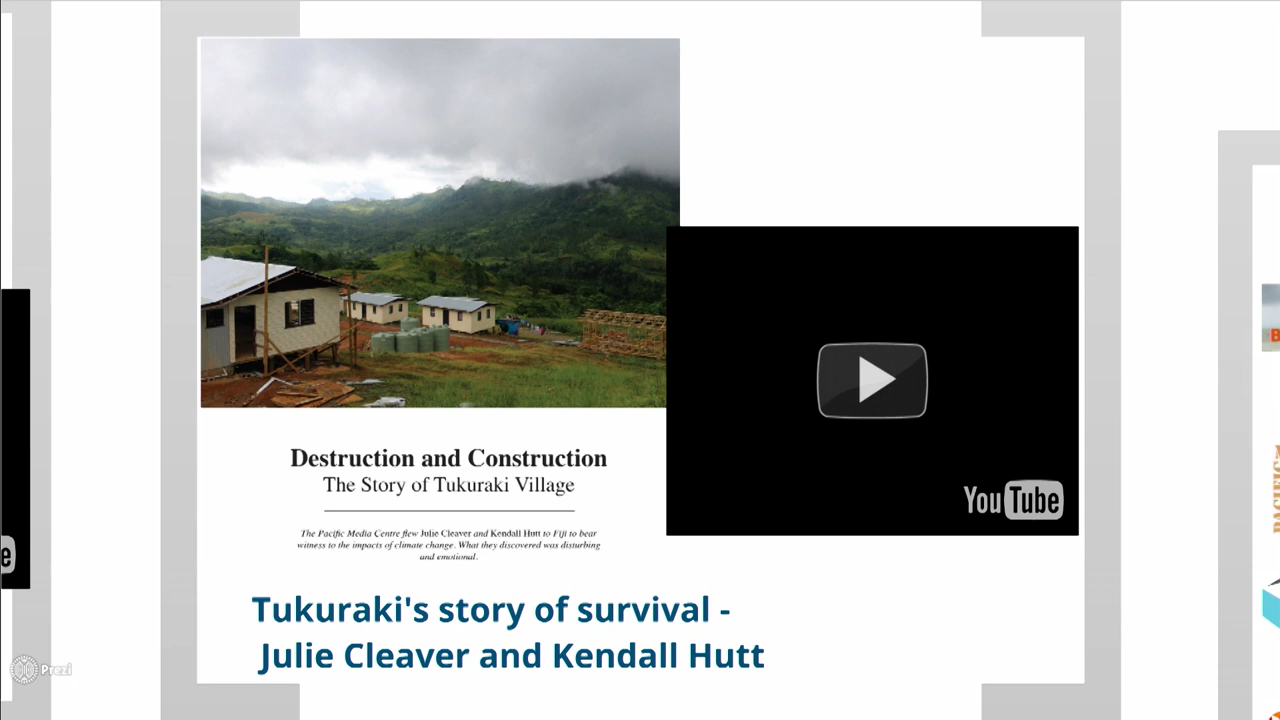 Destruction and Construction
The Story of Tukuraki Village
The Pacific Media Centre flew Julie Cleaver and Kendall Hutt to Fiji to bear
witness to the impacts of climate change. What they discovered was disturbing
and emotional.
YouTube
Tukuraki's story of survival -
Julie Cleaver and Kendall Hutt
Prezi
e
B
PACIFIC